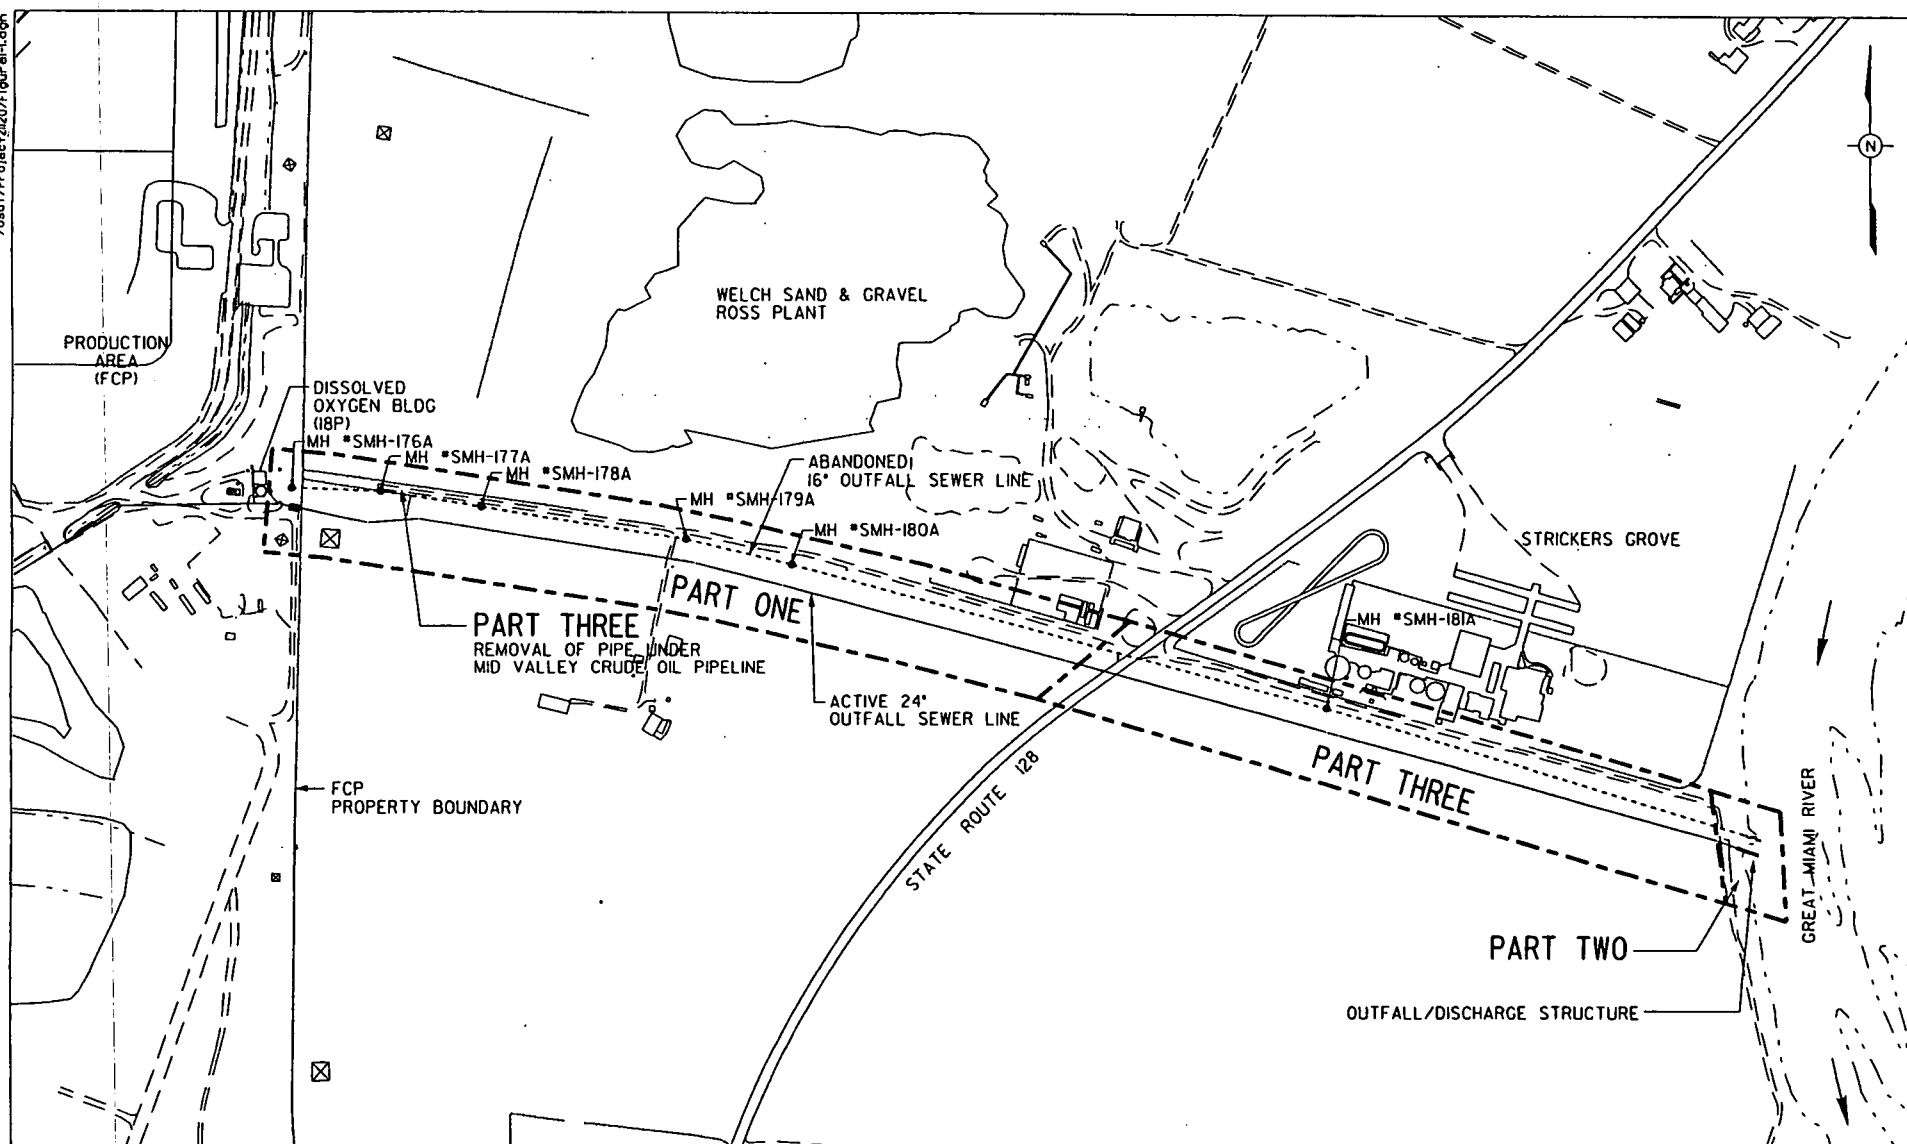 N
WELCH SAND & GRAVEL
ROSS PLANT
PRODUCTION
AREA
(FCP)
DISSOLVED
OXYGEN BLDG
(18P)
MH #SMH-176A
MH #SMH-177A
MH #SMH-178A
MH #SMH-179A
MH #SMH-180A
ABANDONED
16" OUTFALL SEWER LINE
STRICKERS GROVE
MH #SMH-181A
PART ONE
PART THREE
REMOVAL OF PIPE UNDER
MID VALLEY CRUDE OIL PIPELINE
ACTIVE 24"
OUTFALL SEWER LINE
STATE ROUTE 128
PART THREE
FCP
PROPERTY BOUNDARY
GREAT MIAMI RIVER
PART TWO
OUTFALL/DISCHARGE STRUCTURE